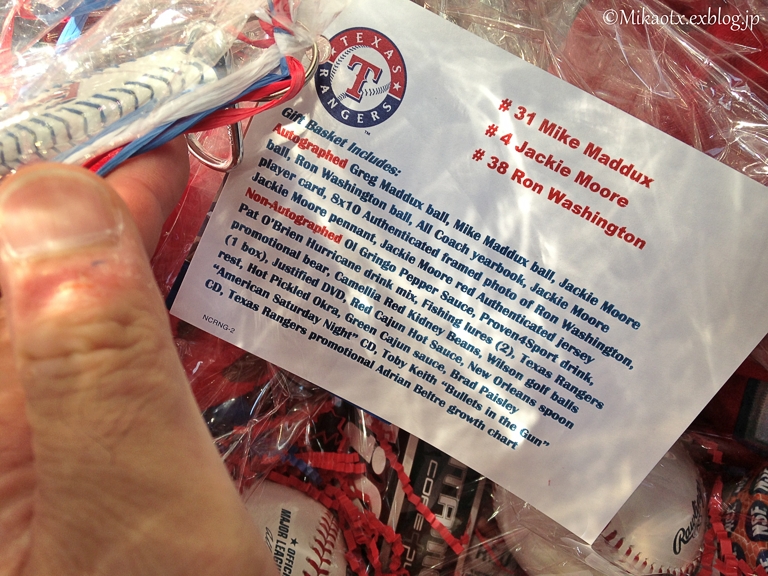 ©Mikaotx.exblog.jp
TEXAS
T
RANGERS
™
# 31 Mike Maddux
# 4 Jackie Moore
# 38 Ron Washington
Gift Basket Includes:
Autographed Greg Maddux ball, Mike Maddux ball, Jackie Moore
ball, Ron Washington ball, All Coach yearbook, Jackie Moore
player card, 8x10 Authenticated framed photo of Ron Washington,
Jackie Moore pennant, Jackie Moore red Authenticated jersey
Non-Autographed Ol Gringo Pepper Sauce, Proven4Sport drink,
Pat O'Brien Hurricane drink mix, Fishing lures (2), Texas Rangers
promotional bear, Camellia Red Kidney Beans, Wilson golf balls
(1 box), Justified DVD, Red Cajun Hot Sauce, New Orleans spoon
rest, Hot Pickled Okra, Green Cajun sauce, Brad Paisley
"American Saturday Night" CD, Toby Keith "Bullets in the Gun"
CD, Texas Rangers promotional Adrian Beltre growth chart
NCRNG-2
OFFICIAL
MAJOR LEAG
CORE